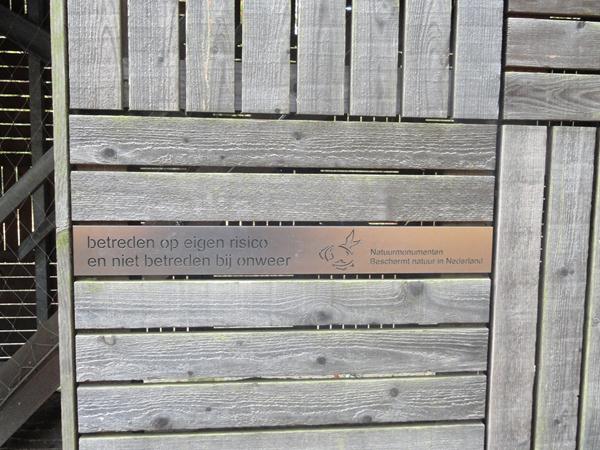 betreden op eigen risico
en niet betreden bij onweer
Natuurmonumenten
Beschermt natuur in Nederland